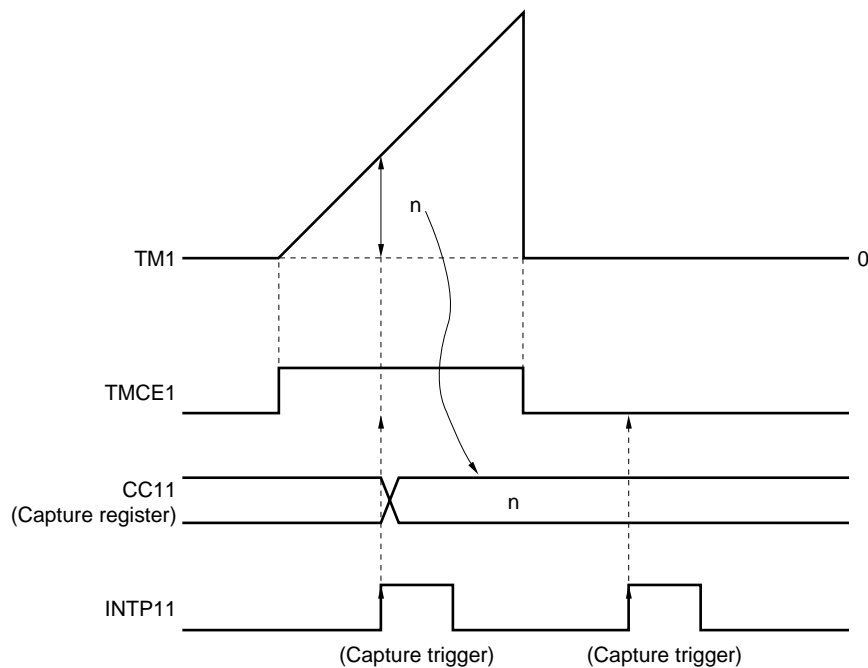 n
TM1
0
TMCE1
CC11
(Capture register)
n
INTP11
(Capture trigger)
(Capture trigger)